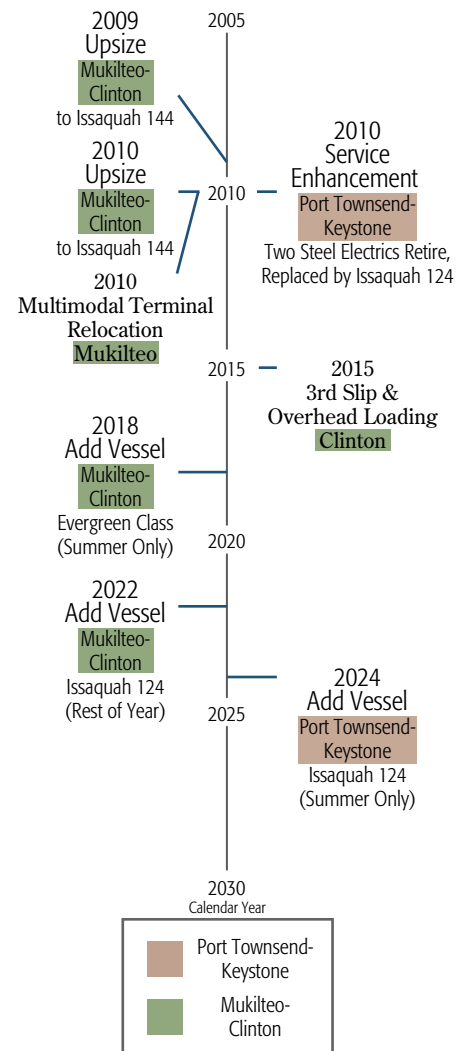 2005
2009
Upsize
Mukilteo-
Clinton
to Issaquah 144
2010
Upsize
Mukilteo-
Clinton
to Issaquah 144
2010
Service
Enhancement
Port Townsend-
Keystone
Two Steel Electrics Retire,
Replaced by Issaquah 124
2010
2010
Multimodal Terminal
Relocation
Mukilteo
2015
2015
3rd Slip &
Overhead Loading
Clinton
2018
Add Vessel
Mukilteo-
Clinton
Evergreen Class
(Summer Only)
2020
2022
Add Vessel
Mukilteo-
Clinton
Issaquah 124
(Rest of Year)
2024
Add Vessel
Port Townsend-
Keystone
Issaquah 124
(Summer Only)
2025
2030
Calendar Year
Port Townsend-
Keystone
Mukilteo-
Clinton